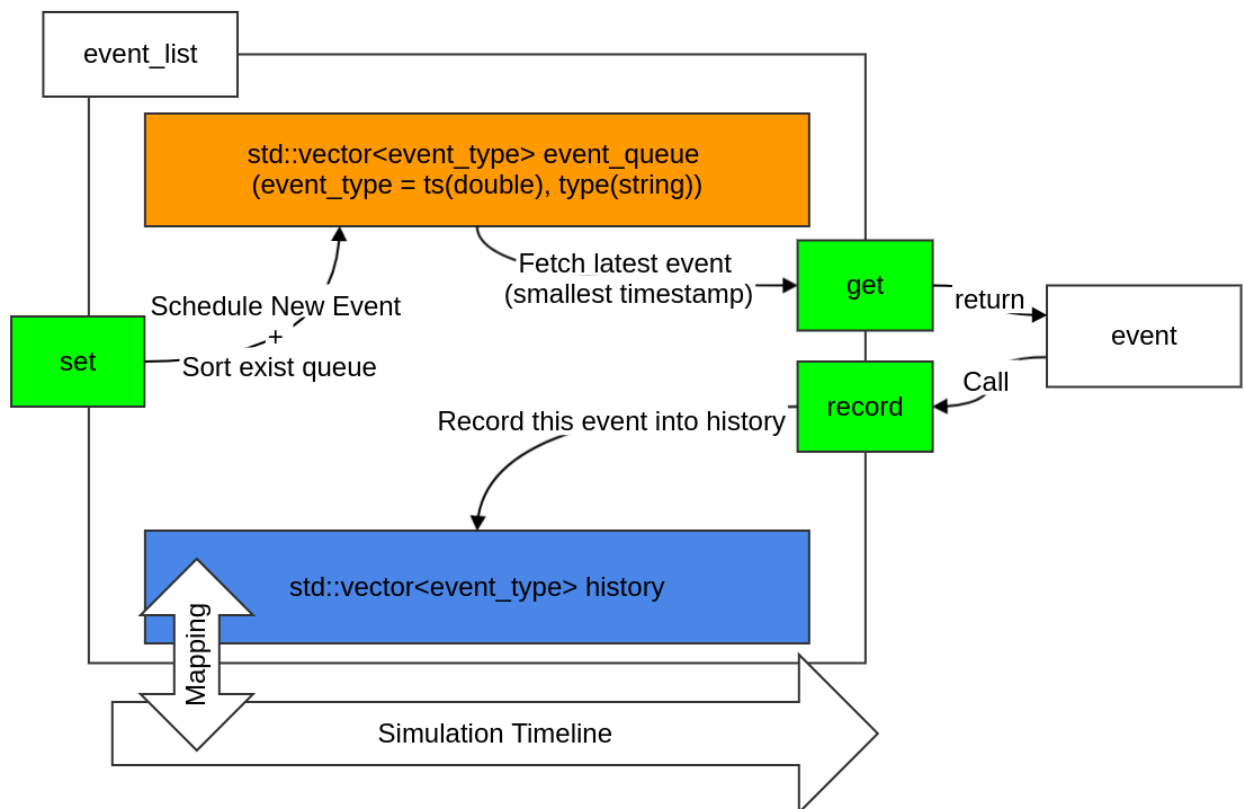 event_list
std::vector<event_type> event_queue
(event_type = ts(double), type(string))
Fetch latest event
(smallest timestamp)
get
return
event
Schedule New Event
+
Sort exist queue
set
Call
record
Record this event into history
std::vector<event_type> history
Mapping
Simulation Timeline